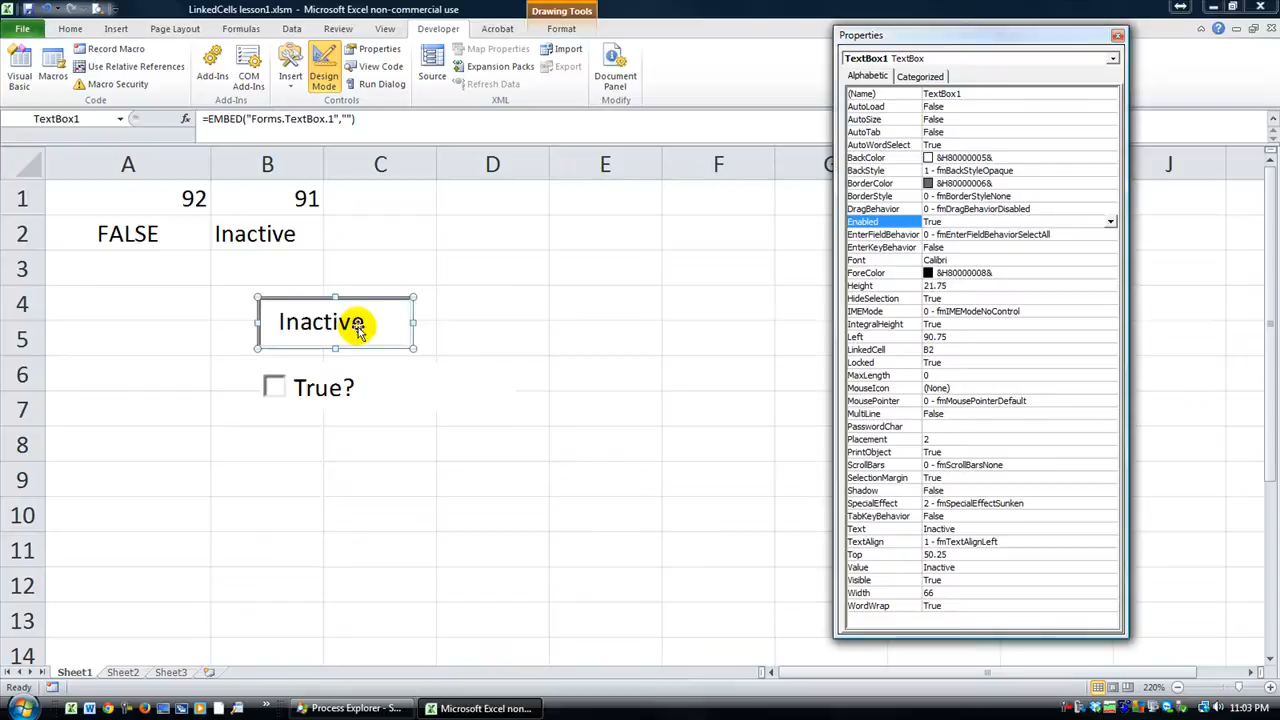 LinkedCells lesson1.xlsm - Microsoft Excel non-commercial use
Drawing Tools
File Home Insert Page Layout Formulas Data Review View Developer Acrobat Format
Visual Basic
Macros
Record Macro
Use Relative References
Macro Security
Code
Add-Ins
COM Add-Ins
Add-Ins
Insert
Design Mode
Properties
View Code
Run Dialog
Controls
Source
Map Properties
Expansion Packs
Refresh Data
Import
Export
XML
Document Panel
Modify
TextBox1
fx
=EMBED("Forms.TextBox.1","")
A B C D E F G J
1 92 91
2 FALSE Inactive
3
4
Inactive
5
6 True?
7
8
9
10
11
12
13
14
Properties
TextBox1 TextBox
Alphabetic Categorized
(Name) TextBox1
AutoLoad False
AutoSize False
AutoTab False
AutoWordSelect True
BackColor &H80000005&
BackStyle 1 - fmBackStyleOpaque
BorderColor &H80000006&
BorderStyle 0 - fmBorderStyleNone
DragBehavior 0 - fmDragBehaviorDisabled
Enabled True
EnterFieldBehavior 0 - fmEnterFieldBehaviorSelectAll
EnterKeyBehavior False
Font Calibri
ForeColor &H80000008&
Height 21.75
HideSelection True
IMEMode 0 - fmIMEModeNoControl
IntegralHeight True
Left 90.75
LinkedCell B2
Locked True
MaxLength 0
MouseIcon (None)
MousePointer 0 - fmMousePointerDefault
MultiLine False
PasswordChar
Placement 2
PrintObject True
ScrollBars 0 - fmScrollBarsNone
SelectionMargin True
Shadow False
SpecialEffect 2 - fmSpecialEffectSunken
TabKeyBehavior False
Text Inactive
TextAlign 1 - fmTextAlignLeft
Top 50.25
Value Inactive
Visible True
Width 66
WordWrap True
Sheet1 Sheet2 Sheet3
Ready
220%
Process Explorer - S...
Microsoft Excel non...
11:03 PM